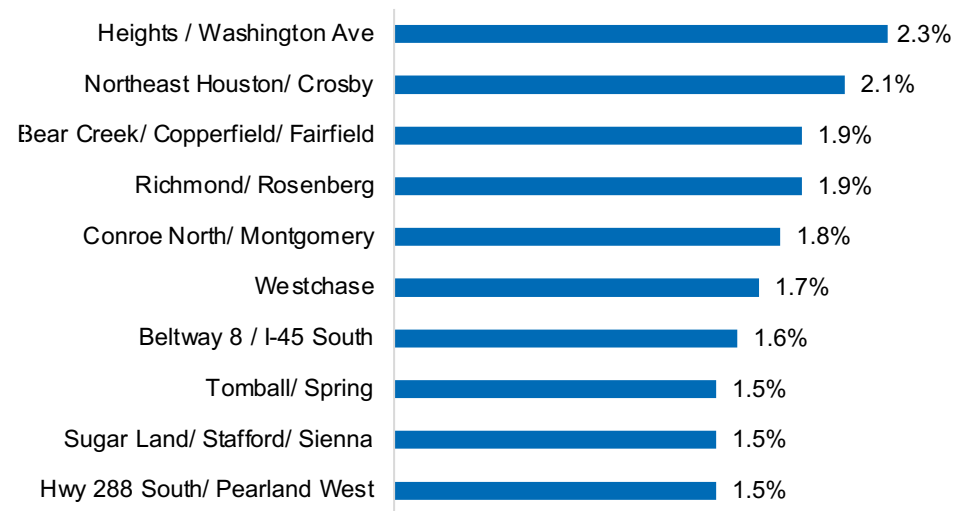 Heights / Washington Ave 2.3%
Northeast Houston/ Crosby 2.1%
Bear Creek/ Copperfield/ Fairfield 1.9%
Richmond/ Rosenberg 1.9%
Conroe North/ Montgomery 1.8%
Westchase 1.7%
Beltway 8 / I-45 South 1.6%
Tomball/ Spring 1.5%
Sugar Land/ Stafford/ Sienna 1.5%
Hwy 288 South/ Pearland West 1.5%